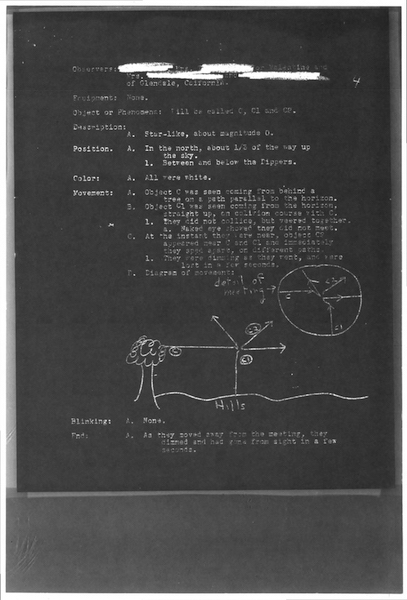 Observers:
of Glendale, California.
4
Equipment: None.
Object or Phenomena: Will be called C, C1 and C2.
Description:
A. Star-like, about magnitude 0.
Position. A. In the north, about 1/3 of the way up
the sky.
1. Between and below the Dippers.
Color: A. All were white.
Movement: A. Object C was seen coming from behind a
tree on a path parallel to the horizon.
B. Object C1 was seen coming from the horizon,
straight up, on collision course with C.
1. They did not collide, but veered together.
a. Naked eye showed they did not meet.
C. At the instant they were near, object C2
appeared near C and C1 and immediately
they sped apart, on different paths.
1. They were dimming as they went, and were
lost in a few seconds.
D. Diagram of movement:
detail of
meeting
C
C2
C1
C2
C
C1
Hills
Blinking: A. None.
End: A. As they moved away from the meeting, they
dimmed and had gone from sight in a few
seconds.